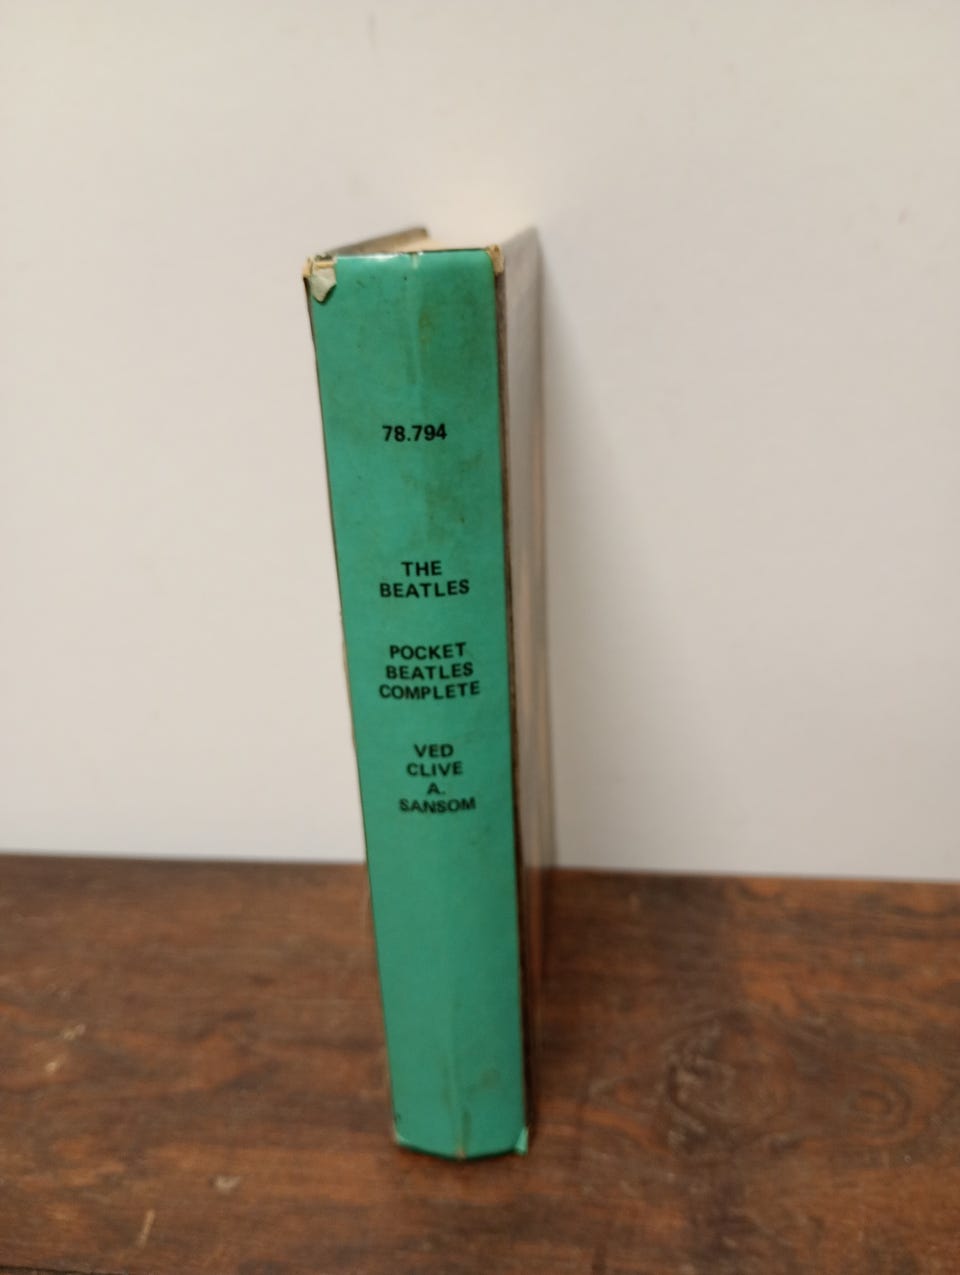 78.794
THE
BEATLES
POCKET
BEATLES
COMPLETE
VED
CLIVE
A.
SANSOM